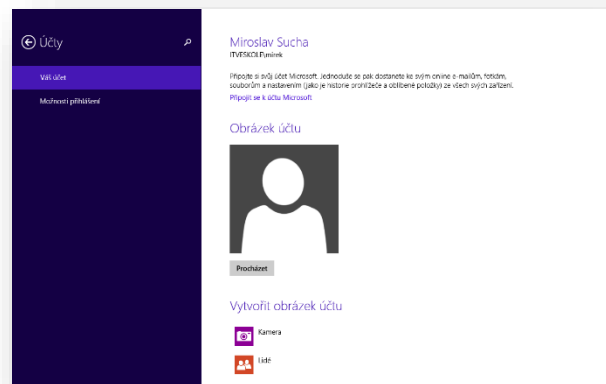 Účty
Váš účet
Možnosti přihlášení
Miroslav Sucha
ITVESKOLE\mirek
Připojte si svůj účet Microsoft. Jednoduše se pak dostanete ke svým online e-mailům, fotkám,
souborům a nastavením (jako je historie prohlížeče a oblíbené položky) ze všech svých zařízení.
Připojit se k účtu Microsoft
Obrázek účtu
Procházet
Vytvořit obrázek účtu
Kamera
Lidé